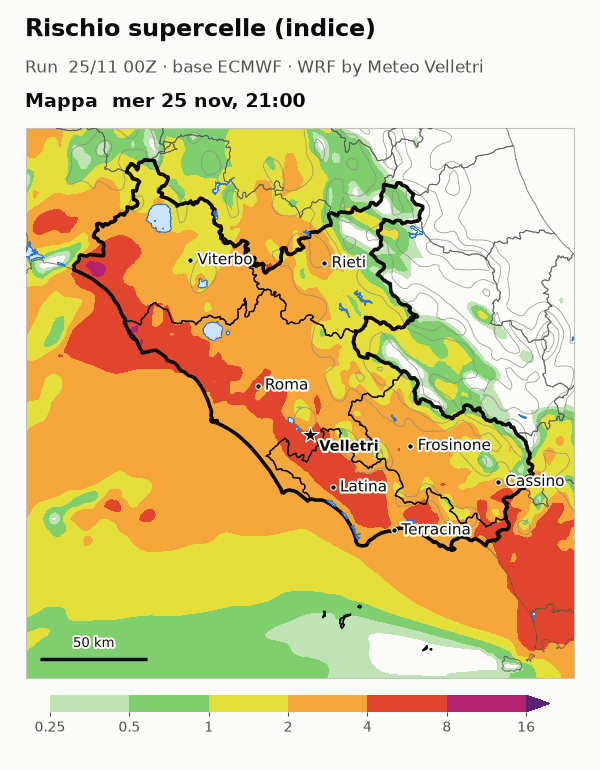 Rischio supercelle (indice)
Run  25/11 00Z · base ECMWF · WRF by Meteo Velletri
Mappa  mer 25 nov, 21:00
Viterbo
Rieti
Roma
Velletri
Frosinone
Cassino
Latina
Terracina
50 km
0.25 0.5 1 2 4 8 16